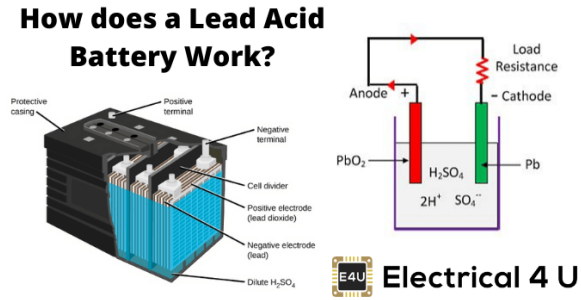 How does a Lead Acid
Battery Work?
Protective
casing
Positive
terminal
Negative
terminal
Cell divider
Positive electrode
(lead dioxide)
Negative electrode
(lead)
Dilute H₂SO₄
Load
Resistance
Anode +
- Cathode
PbO₂
Pb
H₂SO₄
2H⁺ SO₄⁻⁻
E4U
Electrical 4 U